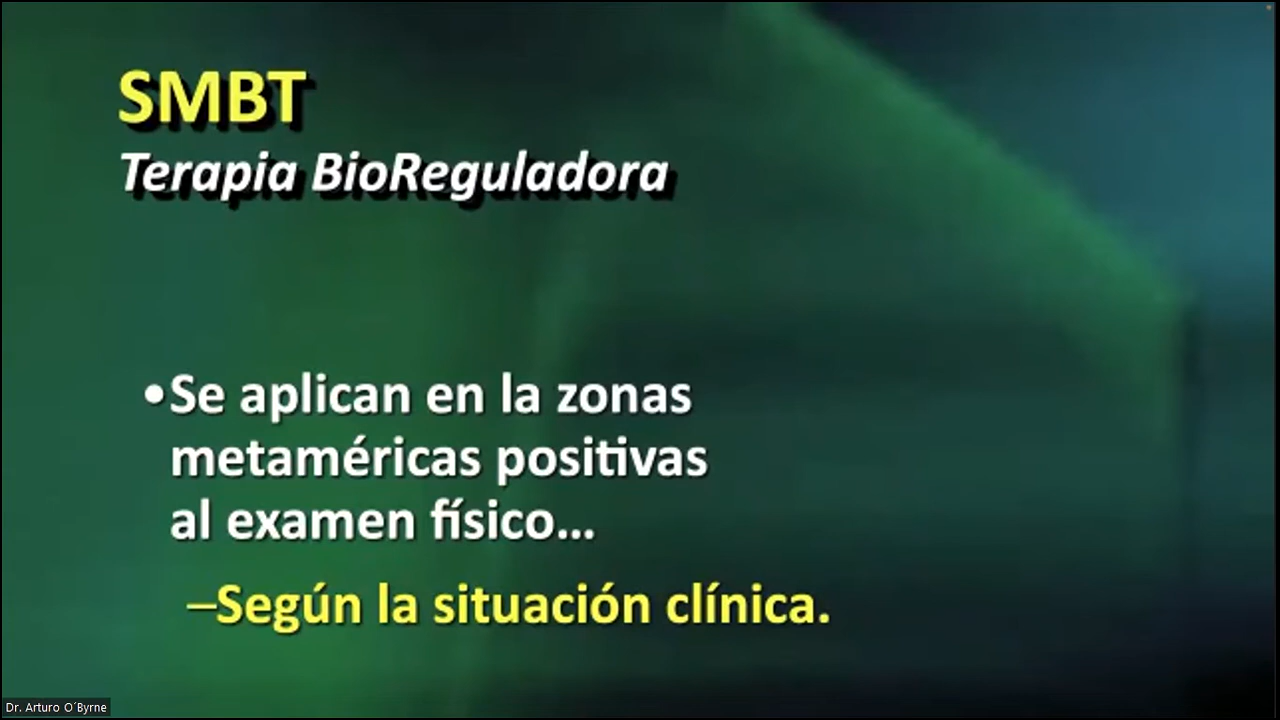 SMBT
Terapia BioReguladora
•Se aplican en la zonas
metaméricas positivas
al examen físico...
–Según la situación clínica.
Dr. Arturo O´Byrne